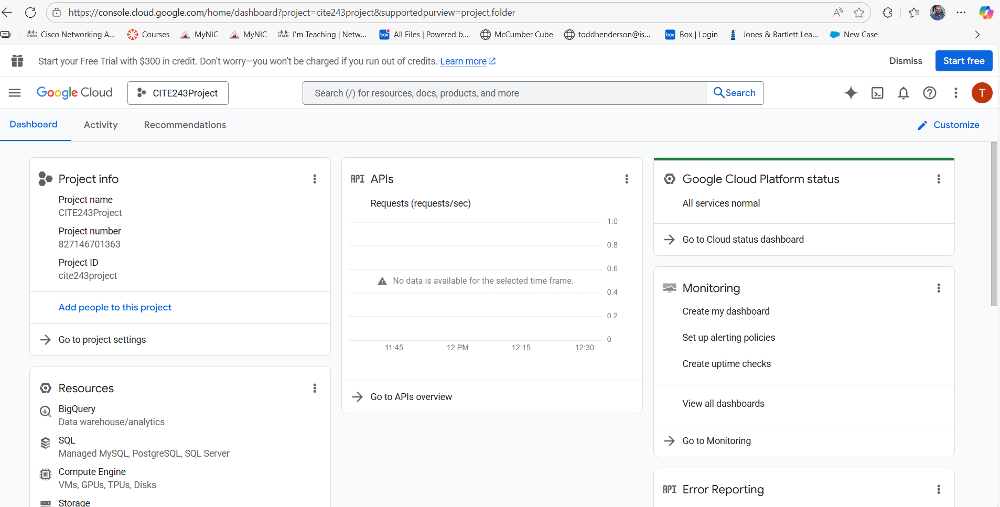 https://console.cloud.google.com/home/dashboard?project=cite243project&supportedpurview=project,folder
Cisco Networking A...
Courses
MyNIC
MyNIC
I'm Teaching | Netw...
box
All Files | Powered by b...
McCumber Cube
toddhenderson@is...
box
Box | Login
Jones & Bartlett Lea...
New Case
Start your Free Trial with $300 in credit. Don’t worry—you won’t be charged if you run out of credits. Learn more
Dismiss
Start free
Google Cloud
CITE243Project
Search (/) for resources, docs, products, and more
Search
T
Dashboard
Activity
Recommendations
Customize
Project info
Project name
CITE243Project
Project number
827146701363
Project ID
cite243project
Add people to this project
Go to project settings
Resources
BigQuery
Data warehouse/analytics
SQL
Managed MySQL, PostgreSQL, SQL Server
Compute Engine
VMs, GPUs, TPUs, Disks
Storage
API APIs
Requests (requests/sec)
1.0
0.8
0.6
No data is available for the selected time frame.
0.4
0.2
0
11:45
12 PM
12:15
12:30
Go to APIs overview
Google Cloud Platform status
All services normal
Go to Cloud status dashboard
Monitoring
Create my dashboard
Set up alerting policies
Create uptime checks
View all dashboards
Go to Monitoring
API Error Reporting